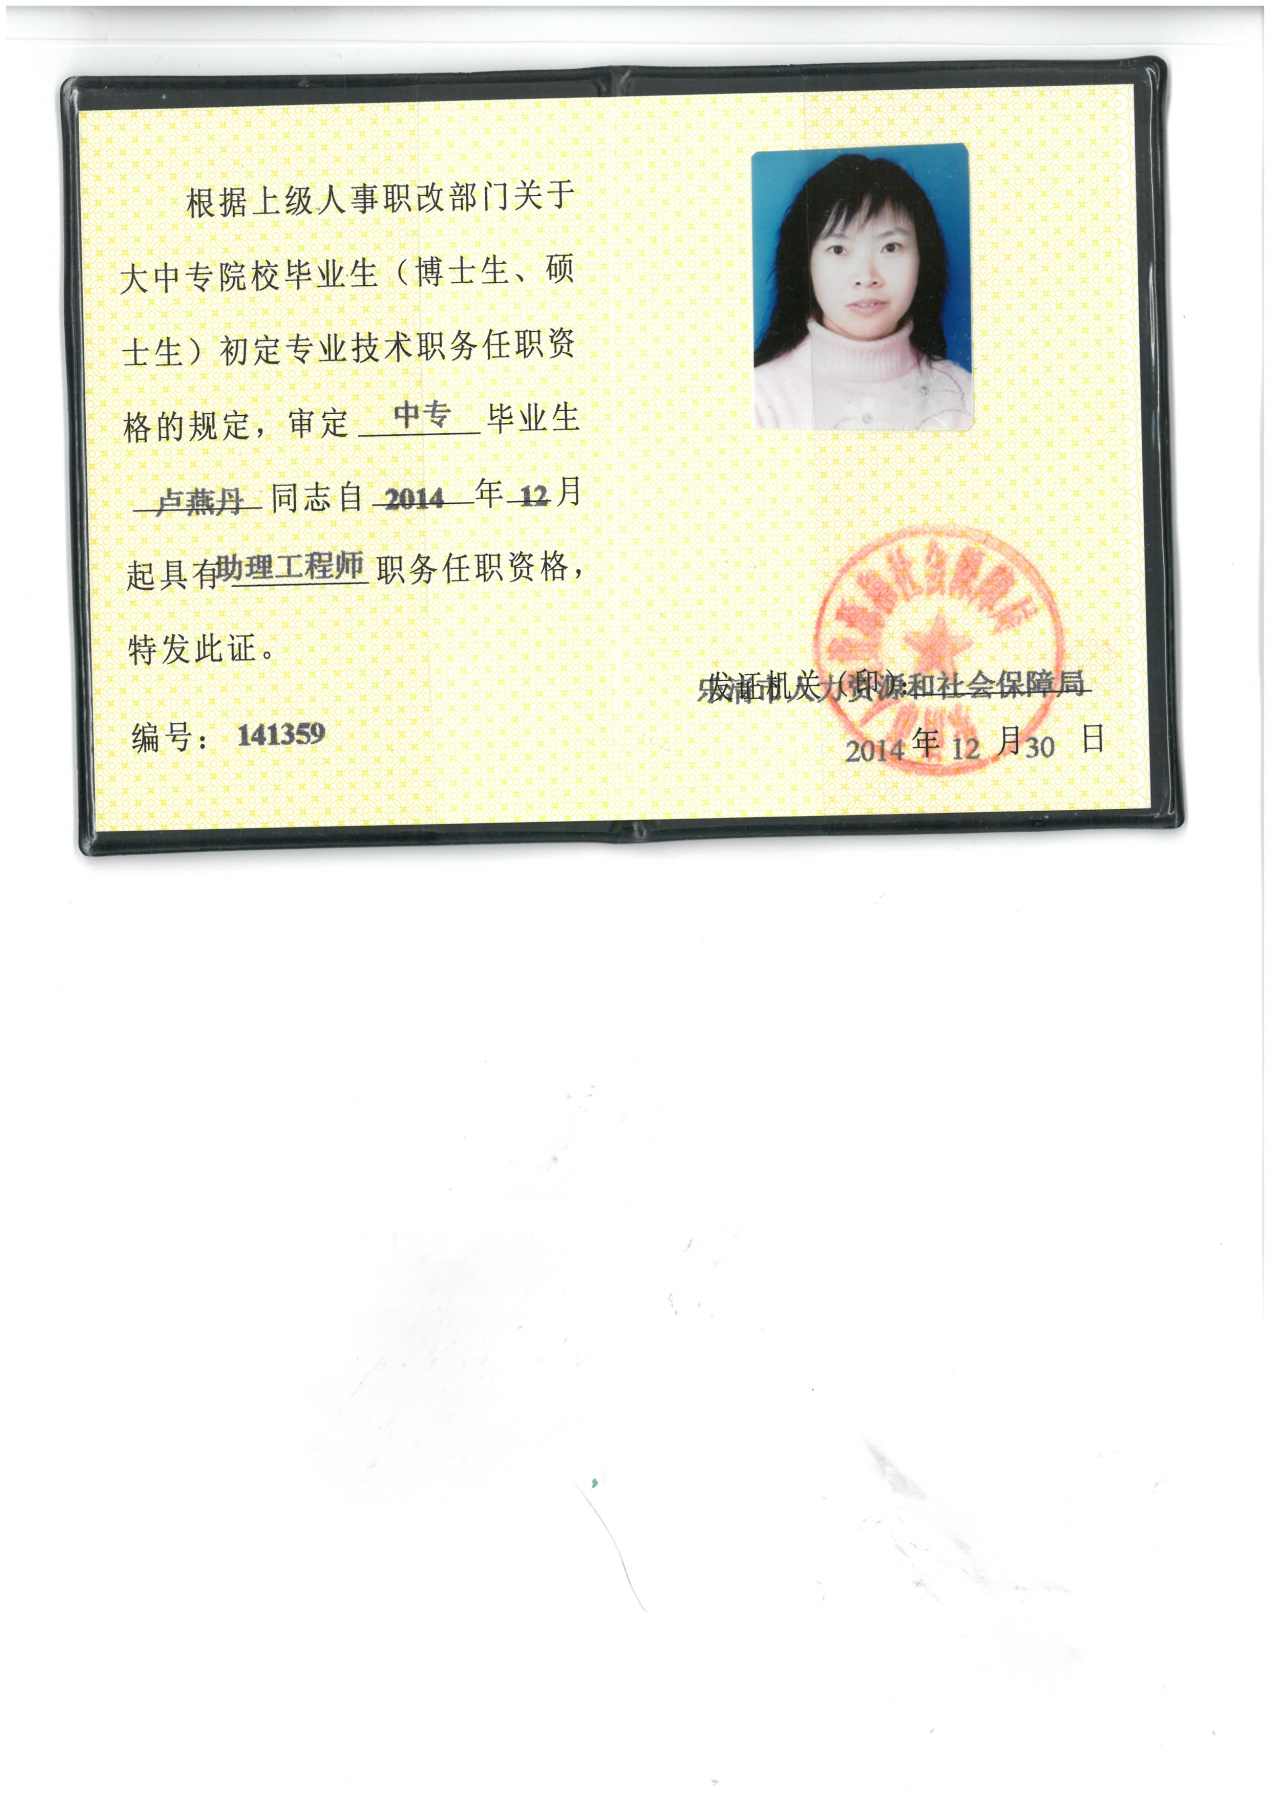 根据上级人事职改部门关于
大中专院校毕业生（博士生、硕
士生）初定专业技术职务任职资
格的规定，审定 中专 毕业生
卢燕丹 同志自 2014 年 12 月
起具有 助理工程师 职务任职资格，
特发此证。
编号： 141359
发证机关（印）：
人力资源和社会保障局
2014 年 12 月 30 日